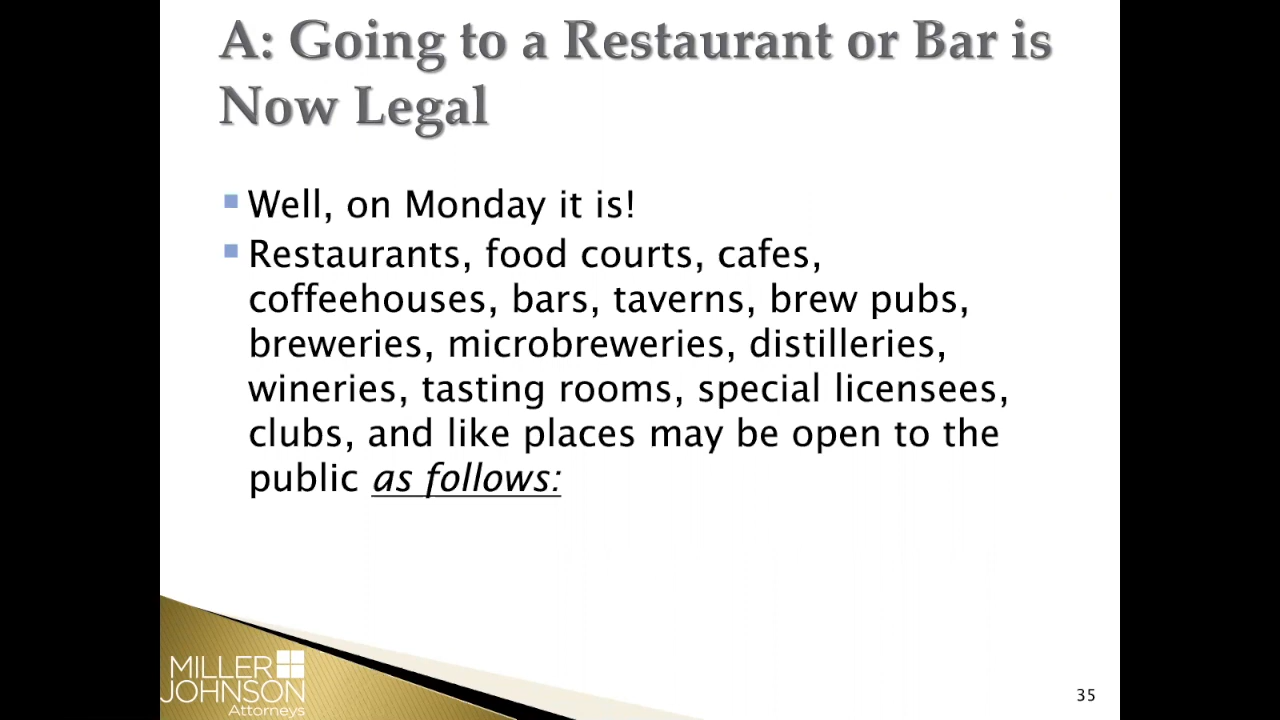 A: Going to a Restaurant or Bar is
Now Legal
Well, on Monday it is!
Restaurants, food courts, cafes,
coffeehouses, bars, taverns, brew pubs,
breweries, microbreweries, distilleries,
wineries, tasting rooms, special licensees,
clubs, and like places may be open to the
public as follows:
MILLER
JOHNSON
Attorneys
35